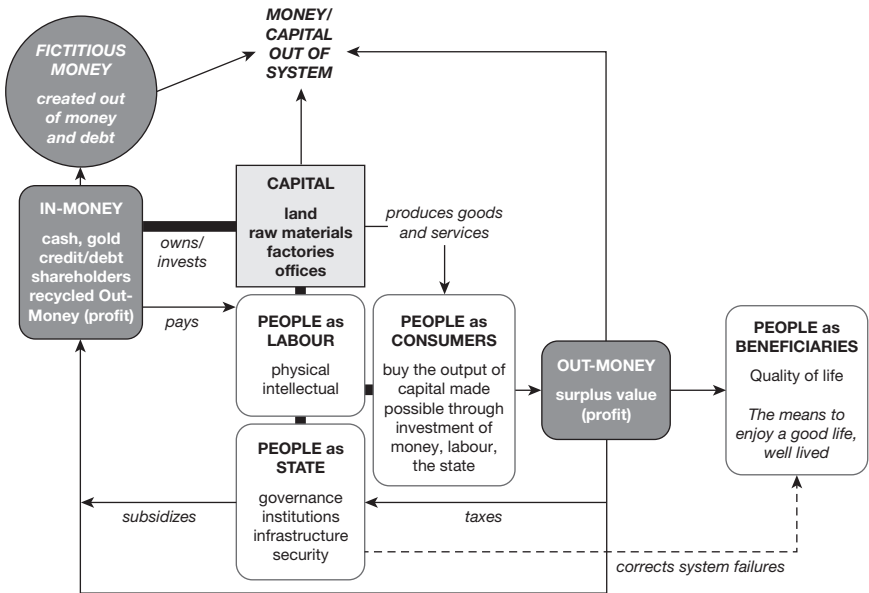 MONEY/
CAPITAL
OUT OF
SYSTEM
FICTITIOUS
MONEY
created out
of money
and debt
IN-MONEY
cash, gold
credit/debt
shareholders
recycled Out-
Money (profit)
owns/
invests
pays
CAPITAL
land
raw materials
factories
offices
produces goods
and services
PEOPLE as
LABOUR
physical
intellectual
PEOPLE as
CONSUMERS
buy the output of
capital made
possible through
investment of
money, labour,
the state
OUT-MONEY
surplus value
(profit)
PEOPLE as
BENEFICIARIES
Quality of life
The means to
enjoy a good life,
well lived
PEOPLE as
STATE
governance
institutions
infrastructure
security
subsidizes
taxes
corrects system failures